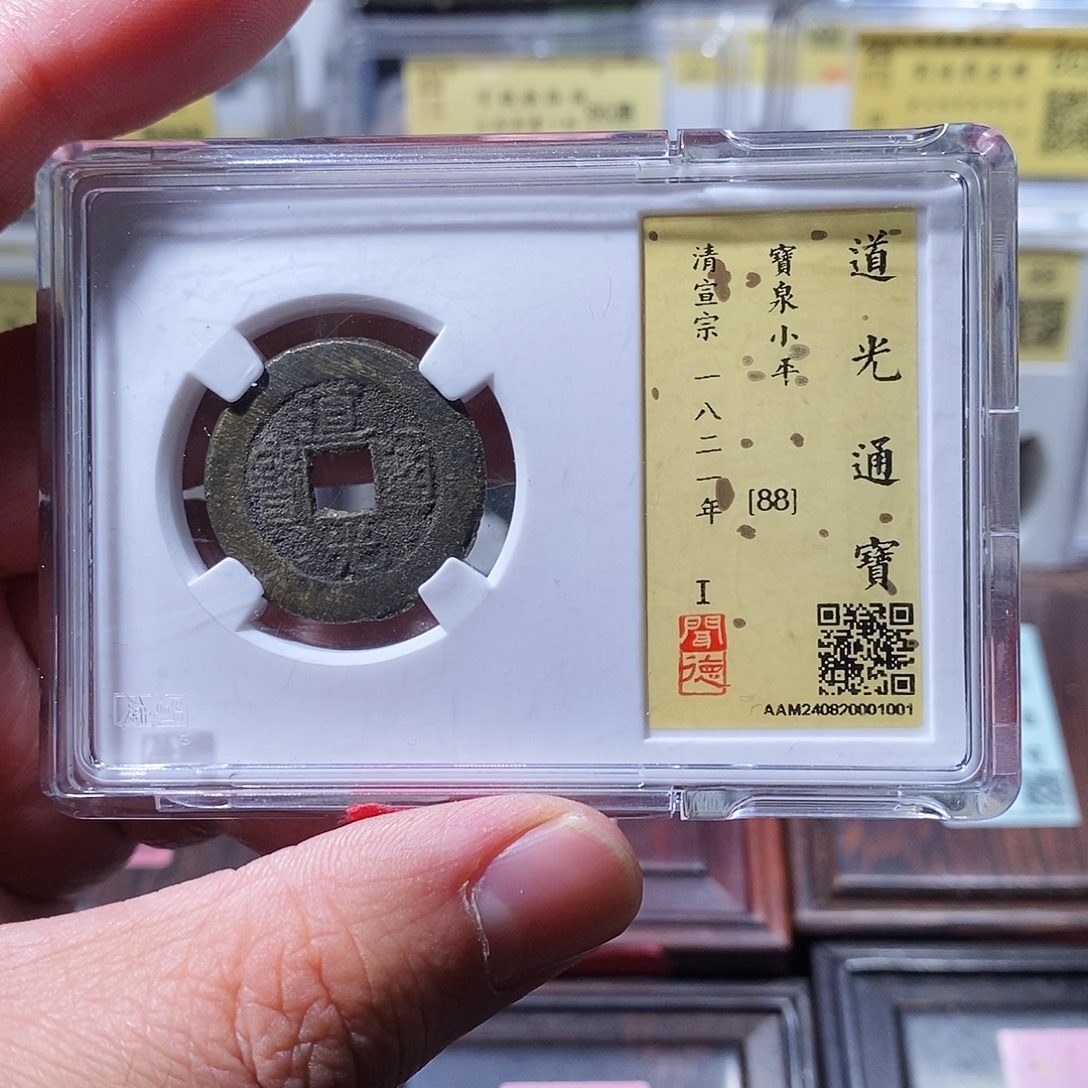 道光通寶
寶泉小平 [88]
清宣宗 一八二一年 I
聞德
AAM240820001001